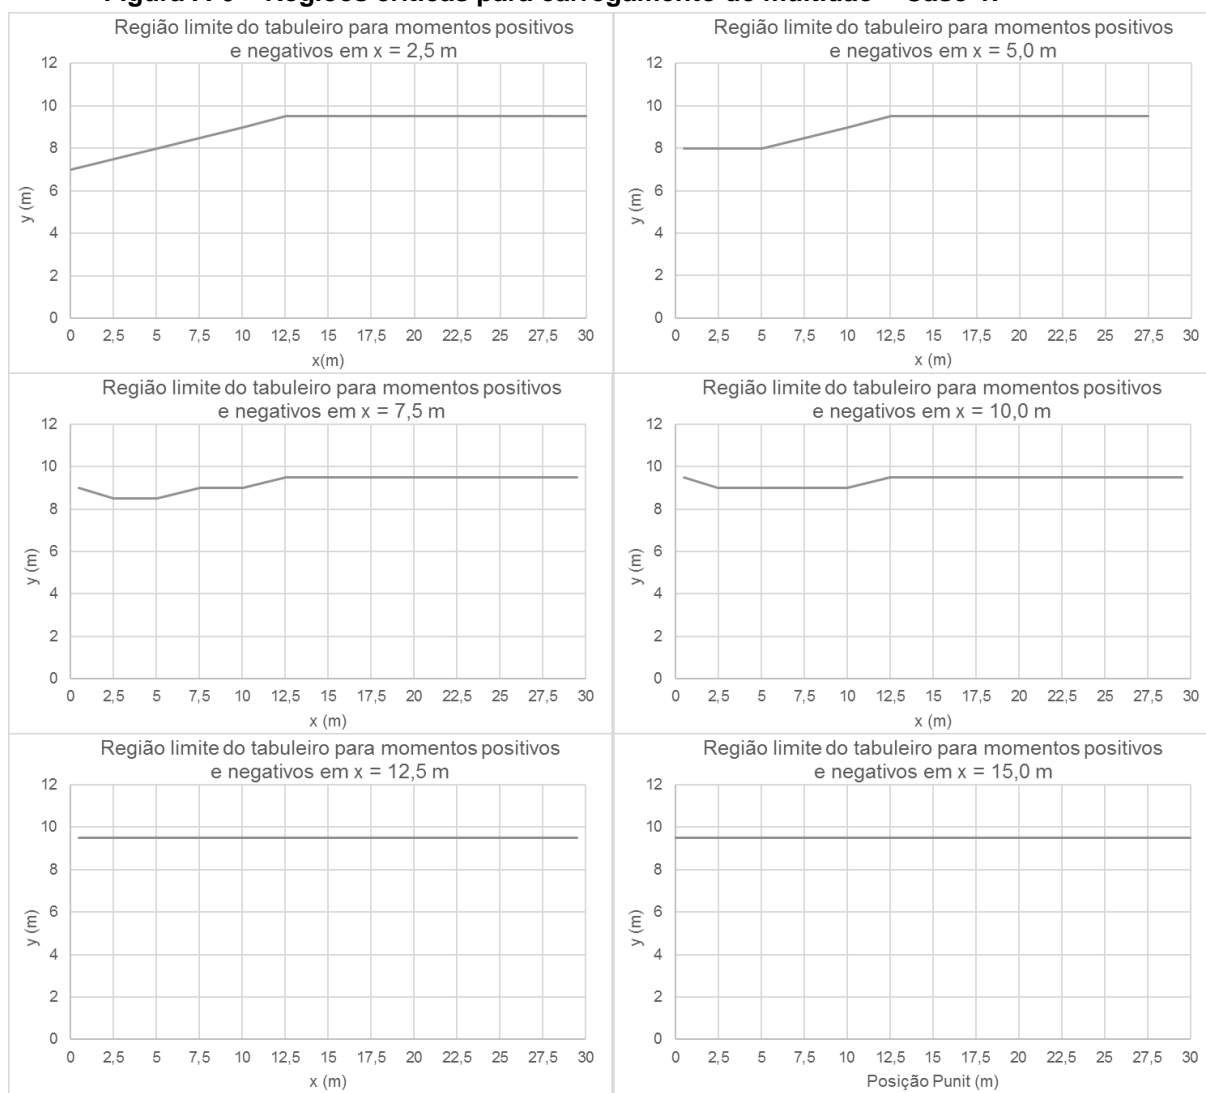 Região limite do tabuleiro para momentos positivos
e negativos em x = 2,5 m
12
10
8
6
4
2
0
y (m)
0 2,5 5 7,5 10 12,5 15 17,5 20 22,5 25 27,5 30
x(m)
Região limite do tabuleiro para momentos positivos
e negativos em x = 5,0 m
12
10
8
6
4
2
0
y (m)
0 2,5 5 7,5 10 12,5 15 17,5 20 22,5 25 27,5 30
x (m)
Região limite do tabuleiro para momentos positivos
e negativos em x = 7,5 m
12
10
8
6
4
2
0
y (m)
0 2,5 5 7,5 10 12,5 15 17,5 20 22,5 25 27,5 30
x (m)
Região limite do tabuleiro para momentos positivos
e negativos em x = 10,0 m
12
10
8
6
4
2
0
y (m)
0 2,5 5 7,5 10 12,5 15 17,5 20 22,5 25 27,5 30
x (m)
Região limite do tabuleiro para momentos positivos
e negativos em x = 12,5 m
12
10
8
6
4
2
0
y (m)
0 2,5 5 7,5 10 12,5 15 17,5 20 22,5 25 27,5 30
x (m)
Região limite do tabuleiro para momentos positivos
e negativos em x = 15,0 m
12
10
8
6
4
2
0
y (m)
0 2,5 5 7,5 10 12,5 15 17,5 20 22,5 25 27,5 30
Posição Punit (m)